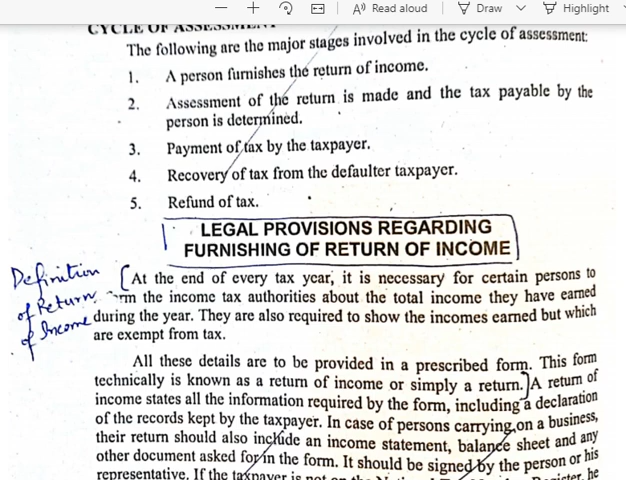 Read aloud
Draw
Highlight
CYCLE OF ASSESSMENT
The following are the major stages involved in the cycle of assessment:
1. A person furnishes the return of income.
2. Assessment of the return is made and the tax payable by the
person is determined.
3. Payment of tax by the taxpayer.
4. Recovery of tax from the defaulter taxpayer.
5. Refund of tax.
LEGAL PROVISIONS REGARDING
FURNISHING OF RETURN OF INCOME
Definition
of Return
of Income
[At the end of every tax year, it is necessary for certain persons to
the income tax authorities about the total income they have earned
during the year. They are also required to show the incomes earned but which
are exempt from tax.
All these details are to be provided in a prescribed form. This form
technically is known as a return of income or simply a return.] A return of
income states all the information required by the form, including a declaration
of the records kept by the taxpayer. In case of persons carrying on a business,
their return should also include an income statement, balance sheet and any
other document asked for in the form. It should be signed by the person or his
representative. If the taxpayer is not on the Register, he